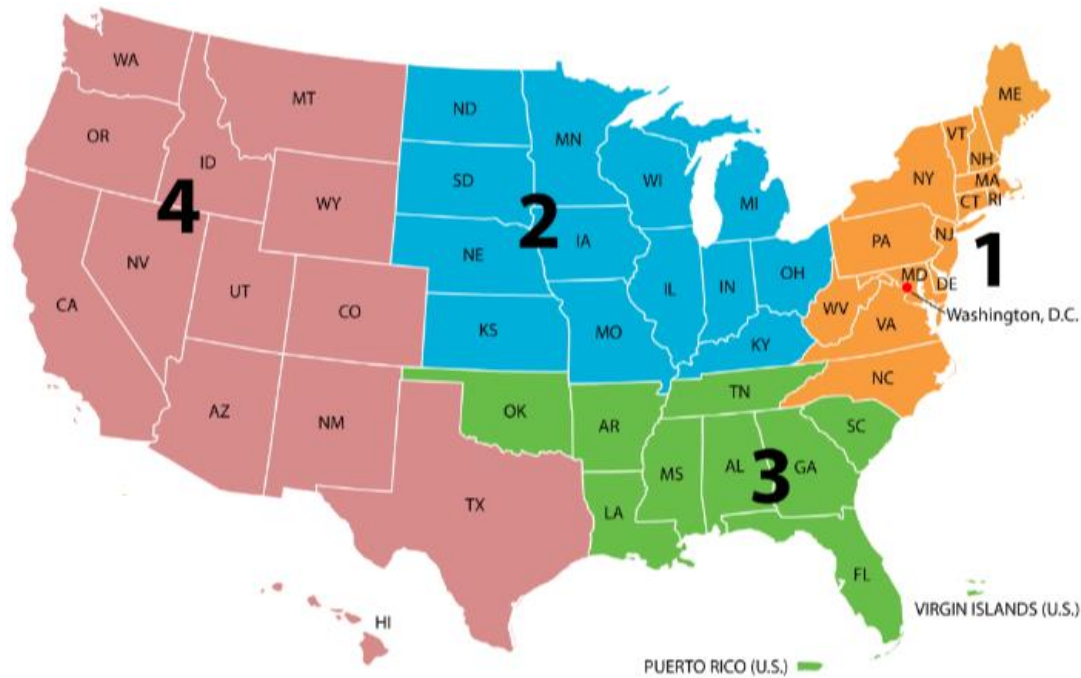 WA
MT
ND
MN
ME
OR
ID
SD
WI
MI
VT
NH
NY
MA
CT
RI
4
WY
2
NE
IA
PA
NJ
1
CA
NV
UT
CO
IL
IN
OH
MD
DE
Washington, D.C.
KS
MO
KY
WV
VA
NC
AZ
NM
OK
AR
TN
SC
TX
LA
MS
AL
3
GA
FL
HI
VIRGIN ISLANDS (U.S.)
PUERTO RICO (U.S.)